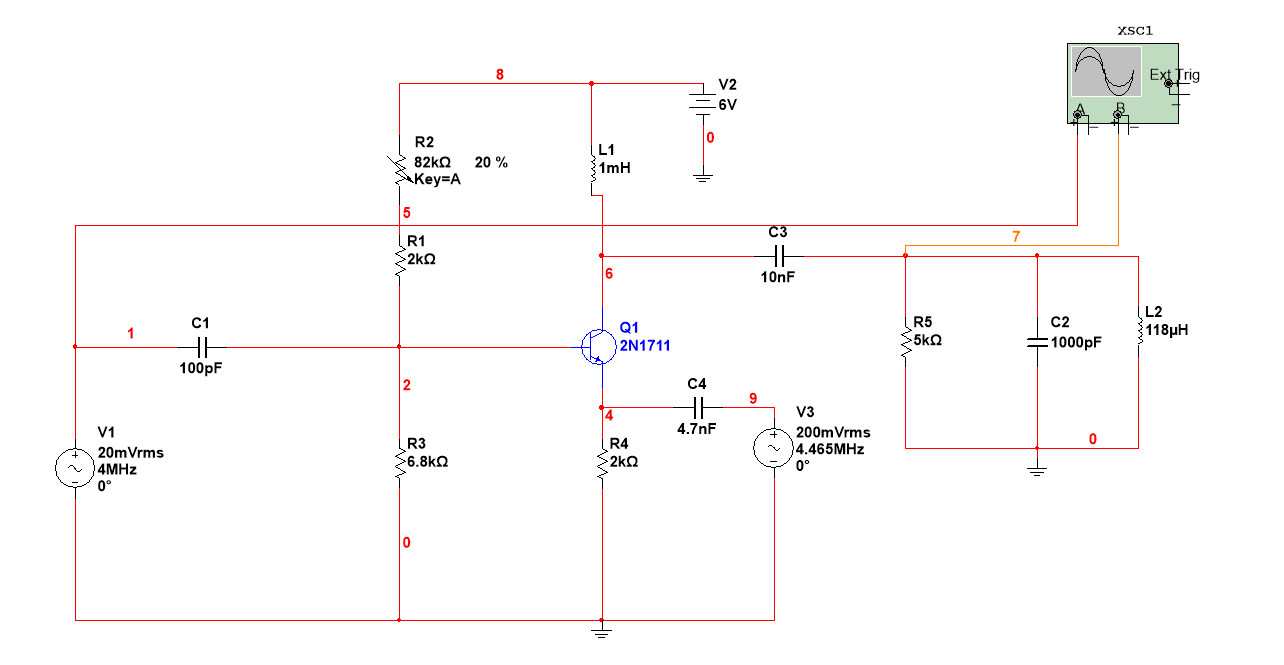 XSC1
Ext Trig
A
B
8
V2
6V
0
R2
82kΩ 20 %
Key=A
L1
1mH
5
R1
2kΩ
C3
10nF
7
6
1
C1
100pF
Q1
2N1711
R5
5kΩ
C2
1000pF
L2
118µH
2
C4
4.7nF
9
4
V1
20mVrms
4MHz
0°
R3
6.8kΩ
R4
2kΩ
V3
200mVrms
4.465MHz
0°
0
0